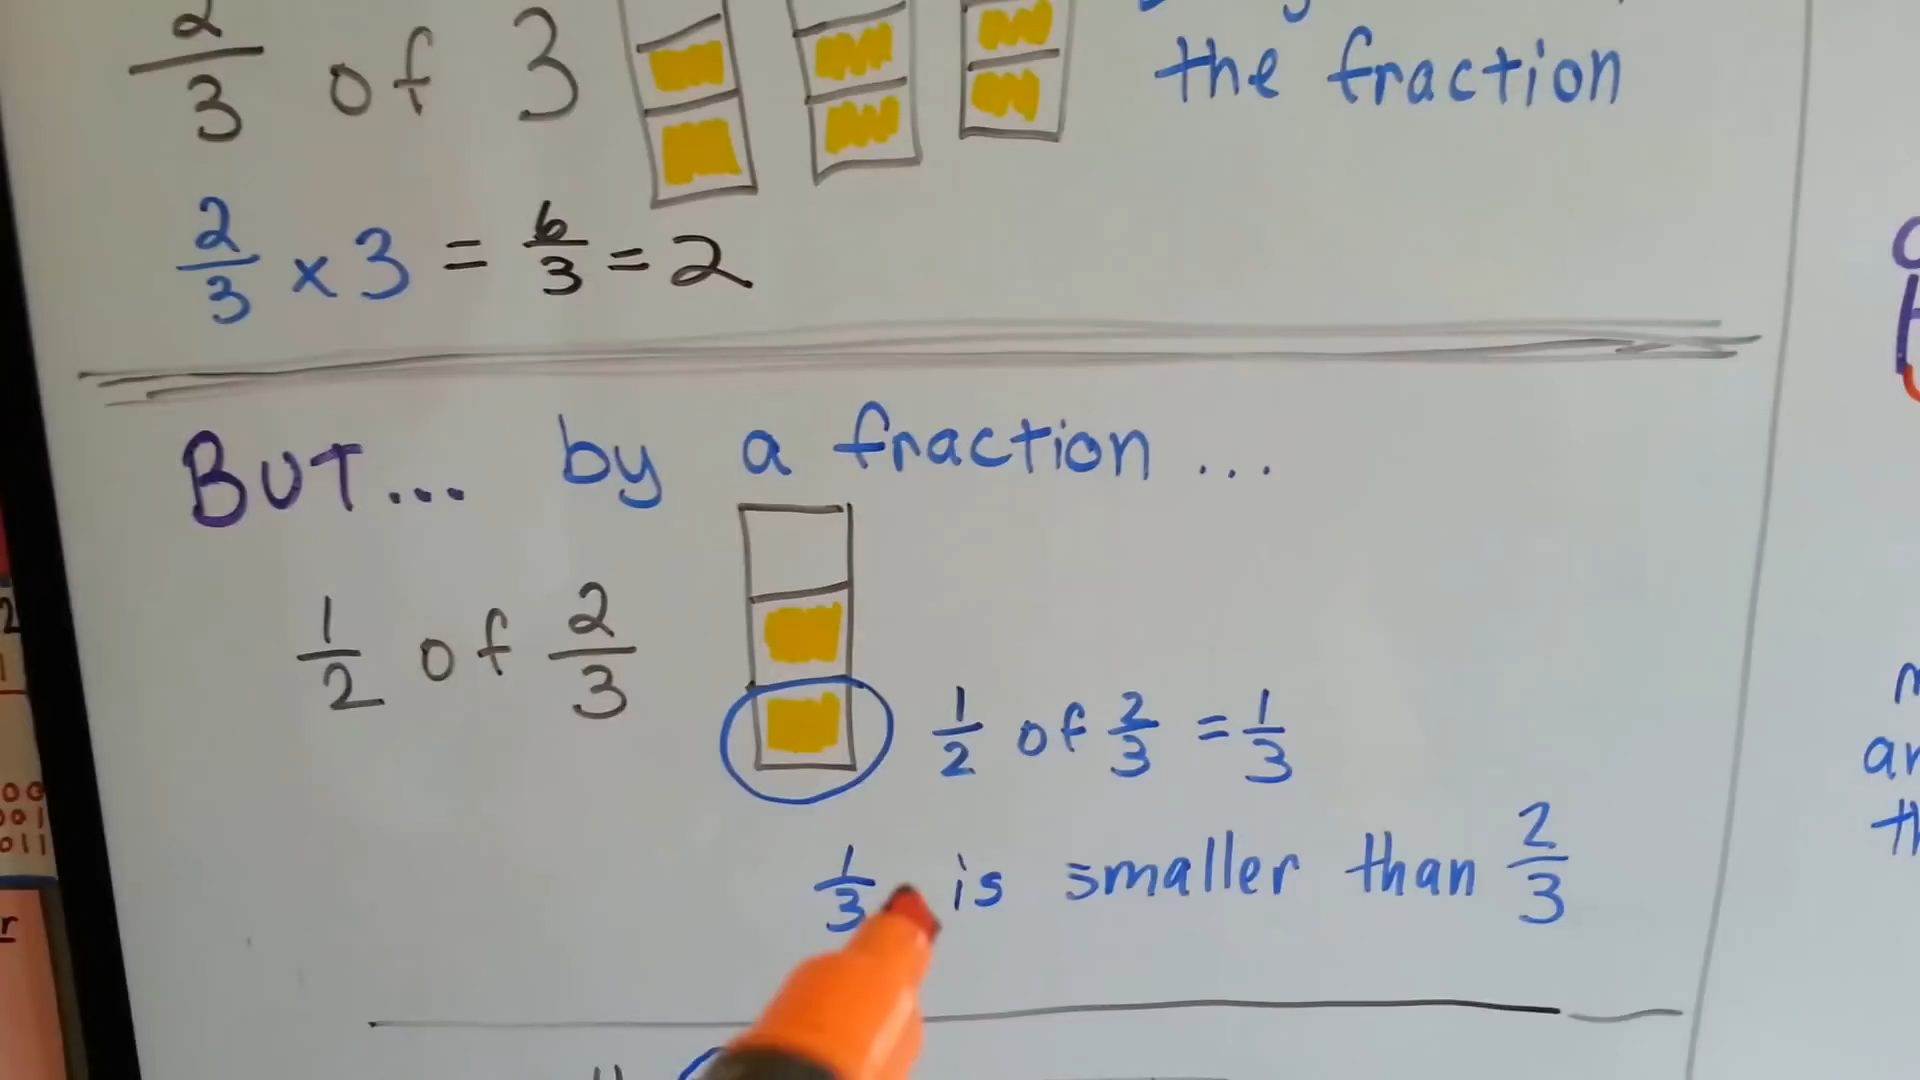 2/3 of 3
the fraction
2/3 x 3 = 6/3 = 2
BUT... by a fraction ...
1/2 of 2/3
1/2 of 2/3 = 1/3
1/3 is smaller than 2/3